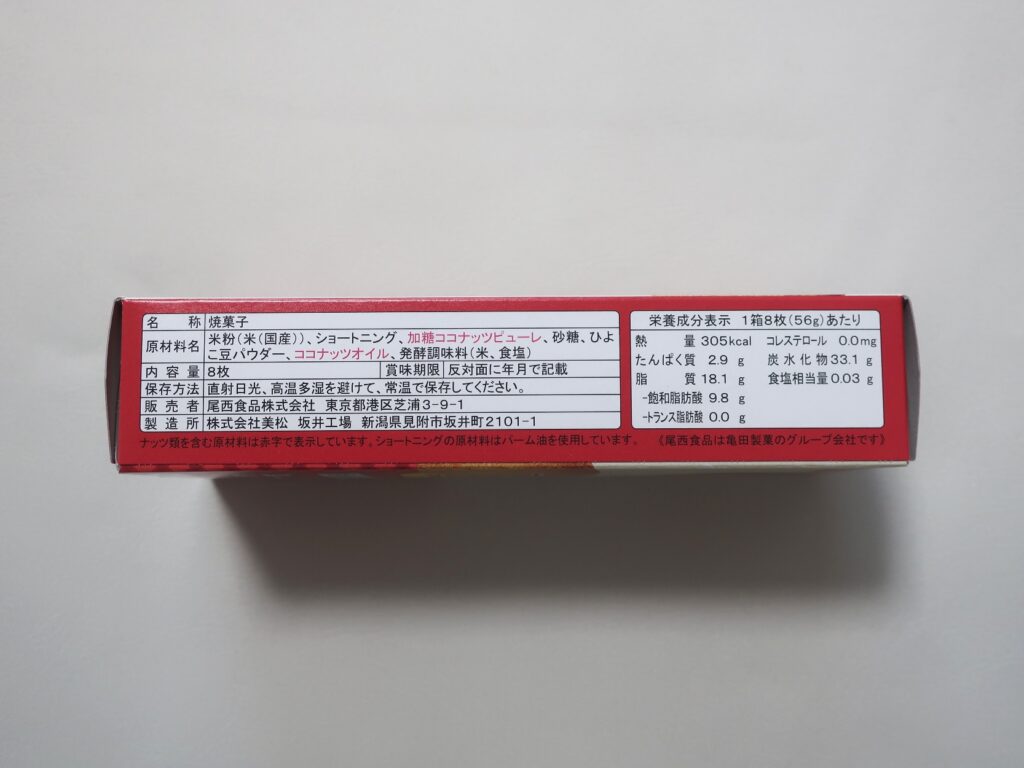 名称 焼菓子
原材料名 米粉(米(国産))、ショートニング、加糖ココナッツピューレ、砂糖、ひよ
こ豆パウダー、ココナッツオイル、発酵調味料(米、食塩)
内容量 8枚 賞味期限 反対面に年月で記載
保存方法 直射日光、高温多湿を避けて、常温で保存してください。
販売者 尾西食品株式会社 東京都港区芝浦3-9-1
製造所 株式会社美松 坂井工場 新潟県見附市坂井町2101-1
ナッツ類を含む原材料は赤字で表示しています。ショートニングの原材料はパーム油を使用しています。 《尾西食品は亀田製菓のグループ会社です》
栄養成分表示 1箱8枚(56g)あたり
熱量 305kcal コレステロール 0.0mg
たんぱく質 2.9 g 炭水化物 33.1 g
脂質 18.1 g 食塩相当量 0.03 g
-飽和脂肪酸 9.8 g
-トランス脂肪酸 0.0 g